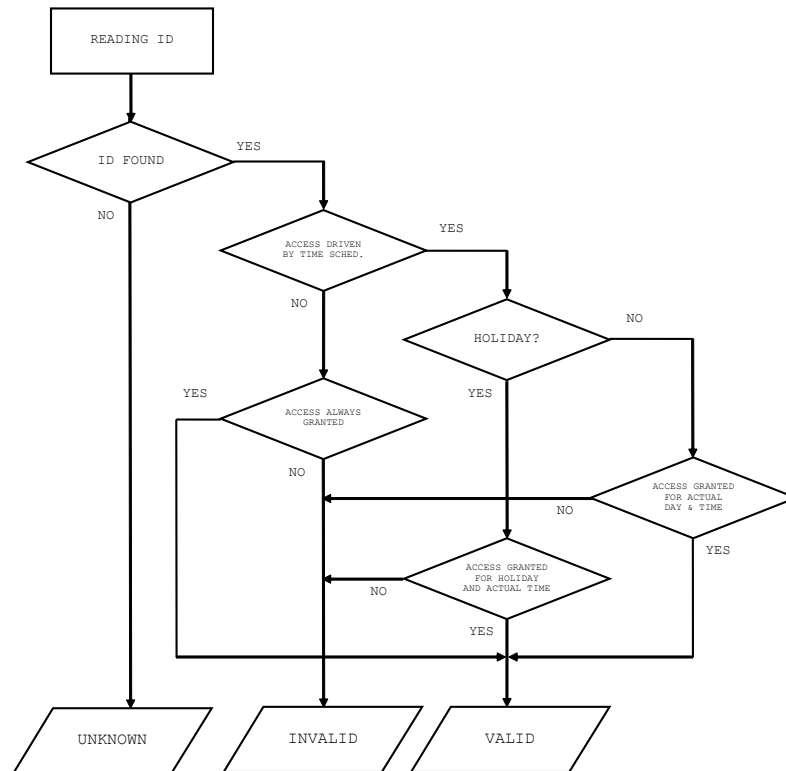 READING ID
ID FOUND
YES
NO
ACCESS DRIVEN
BY TIME SCHED.
YES
NO
HOLIDAY?
NO
YES
YES
ACCESS ALWAYS
GRANTED
NO
ACCESS GRANTED
FOR ACTUAL
DAY & TIME
NO
YES
ACCESS GRANTED
FOR HOLIDAY
AND ACTUAL TIME
NO
YES
UNKNOWN
INVALID
VALID